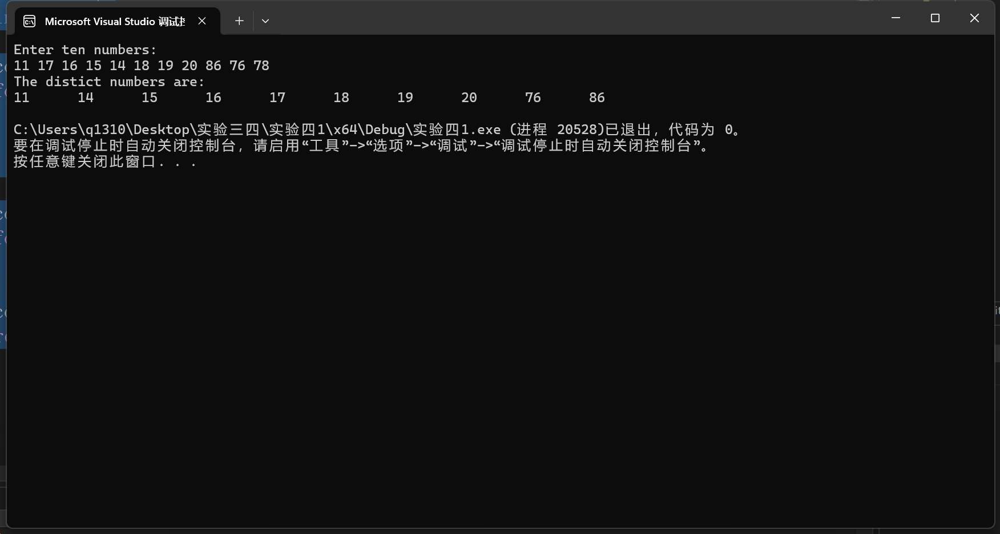 Microsoft Visual Studio 调试
Enter ten numbers:
11 17 16 15 14 18 19 20 86 76 78
The distict numbers are:
11 14 15 16 17 18 19 20 76 86
C:\Users\q1310\Desktop\实验三四\实验四1\x64\Debug\实验四1.exe (进程 20528)已退出，代码为 0。
要在调试停止时自动关闭控制台，请启用“工具”->“选项”->“调试”->“调试停止时自动关闭控制台”。
按任意键关闭此窗口. . .